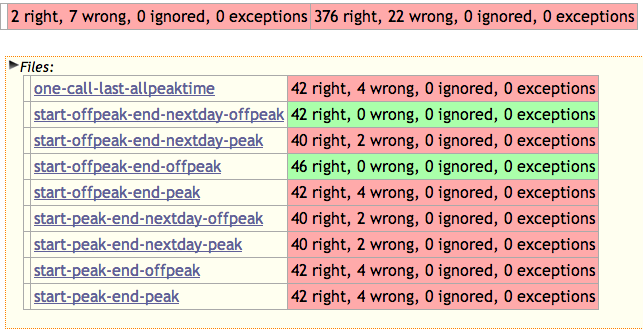 2 right, 7 wrong, 0 ignored, 0 exceptions 376 right, 22 wrong, 0 ignored, 0 exceptions
Files:
one-call-last-allpeaktime 42 right, 4 wrong, 0 ignored, 0 exceptions
start-offpeak-end-nextday-offpeak 42 right, 0 wrong, 0 ignored, 0 exceptions
start-offpeak-end-nextday-peak 40 right, 2 wrong, 0 ignored, 0 exceptions
start-offpeak-end-offpeak 46 right, 0 wrong, 0 ignored, 0 exceptions
start-offpeak-end-peak 42 right, 4 wrong, 0 ignored, 0 exceptions
start-peak-end-nextday-offpeak 40 right, 2 wrong, 0 ignored, 0 exceptions
start-peak-end-nextday-peak 40 right, 2 wrong, 0 ignored, 0 exceptions
start-peak-end-offpeak 42 right, 4 wrong, 0 ignored, 0 exceptions
start-peak-end-peak 42 right, 4 wrong, 0 ignored, 0 exceptions